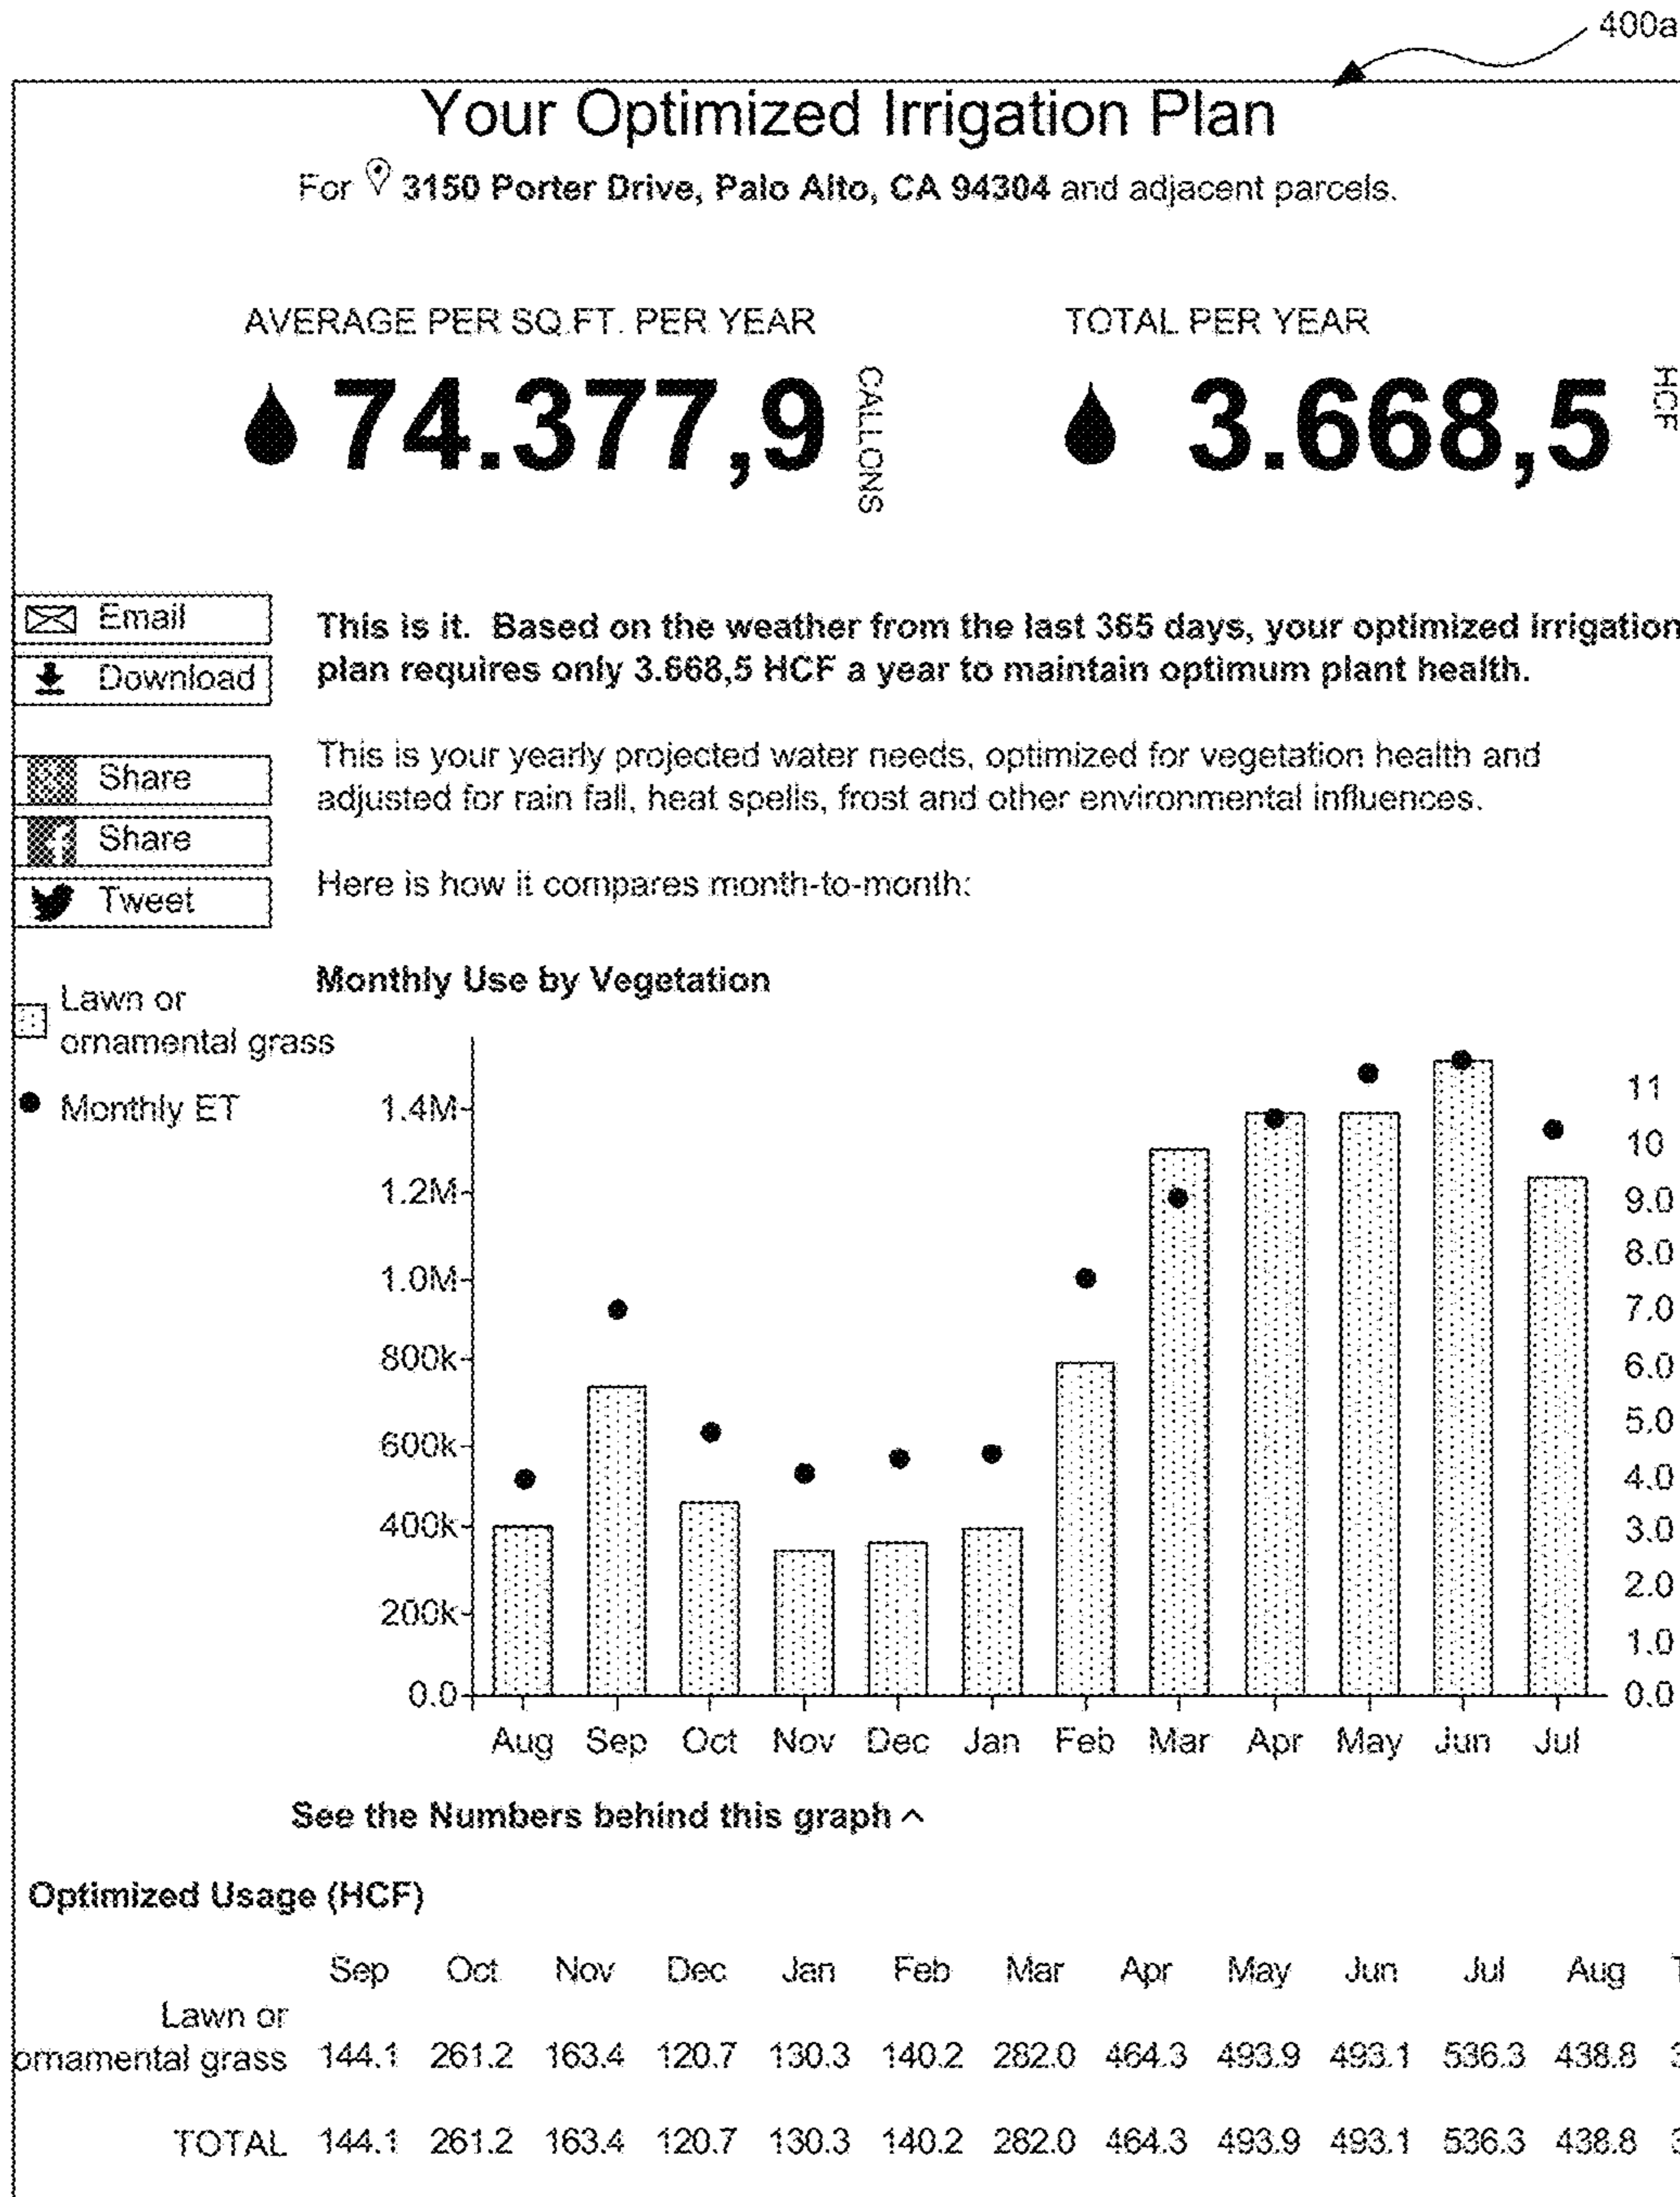 400a
Your Optimized Irrigation Plan
For 3150 Porter Drive, Palo Alto, CA 94304 and adjacent parcels.
AVERAGE PER SQ.FT. PER YEAR
74.377,9
CALLONS
TOTAL PER YEAR
3.668,5
HCF
Email
Download
Share
Share
Tweet
This is it. Based on the weather from the last 365 days, your optimized irrigation
plan requires only 3.668,5 HCF a year to maintain optimum plant health.
This is your yearly projected water needs, optimized for vegetation health and
adjusted for rain fall, heat spells, frost and other environmental influences.
Here is how it compares month-to-month:
Lawn or
ornamental grass
Monthly ET
Monthly Use by Vegetation
1.4M
1.2M
1.0M
800k
600k
400k
200k
0.0
11
10
9.0
8.0
7.0
6.0
5.0
4.0
3.0
2.0
1.0
0.0
Aug Sep Oct Nov Dec Jan Feb Mar Apr May Jun Jul
See the Numbers behind this graph ^
Optimized Usage (HCF)
Sep Oct Nov Dec Jan Feb Mar Apr May Jun Jul Aug
Lawn or
ornamental grass 144.1 261.2 163.4 120.7 130.3 140.2 282.0 464.3 493.9 493.1 536.3 438.8
TOTAL 144.1 261.2 163.4 120.7 130.3 140.2 282.0 464.3 493.9 493.1 536.3 438.8